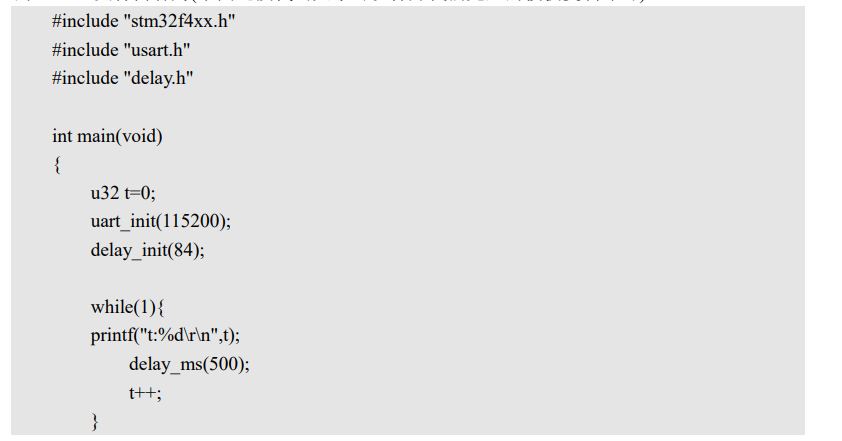 #include "stm32f4xx.h"
#include "usart.h"
#include "delay.h"
int main(void)
{
u32 t=0;
uart_init(115200);
delay_init(84);
while(1){
printf("t:%d\r\n",t);
delay_ms(500);
t++;
}